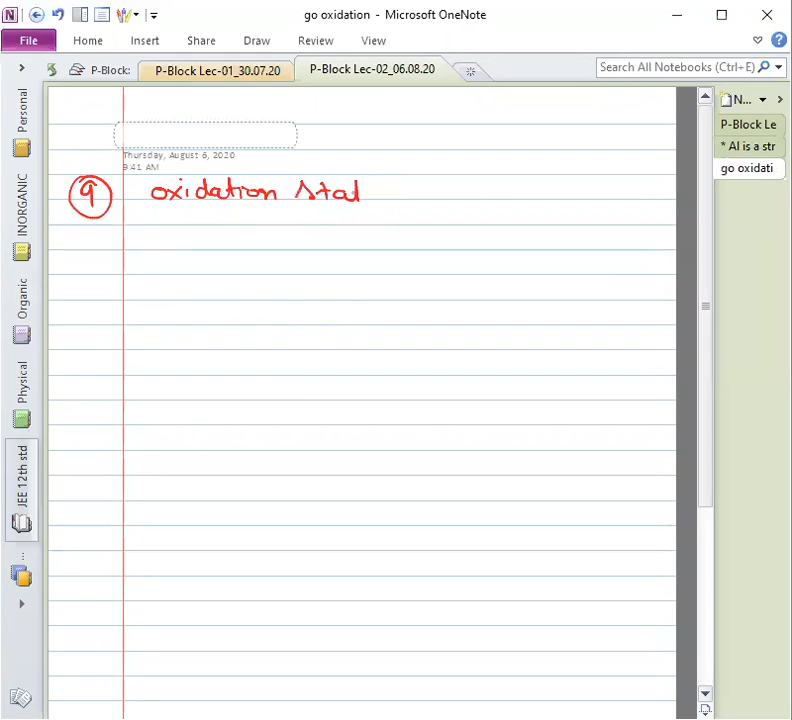 go oxidation - Microsoft OneNote
File Home Insert Share Draw Review View
P-Block: P-Block Lec-01_30.07.20 P-Block Lec-02_06.08.20 Search All Notebooks (Ctrl+E)
N...
P-Block Le
* Al is a str
go oxidati
Personal
INORGANIC
Organic
Physical
JEE 12th std
Thursday, August 6, 2020
9:41 AM
9 oxidation stat